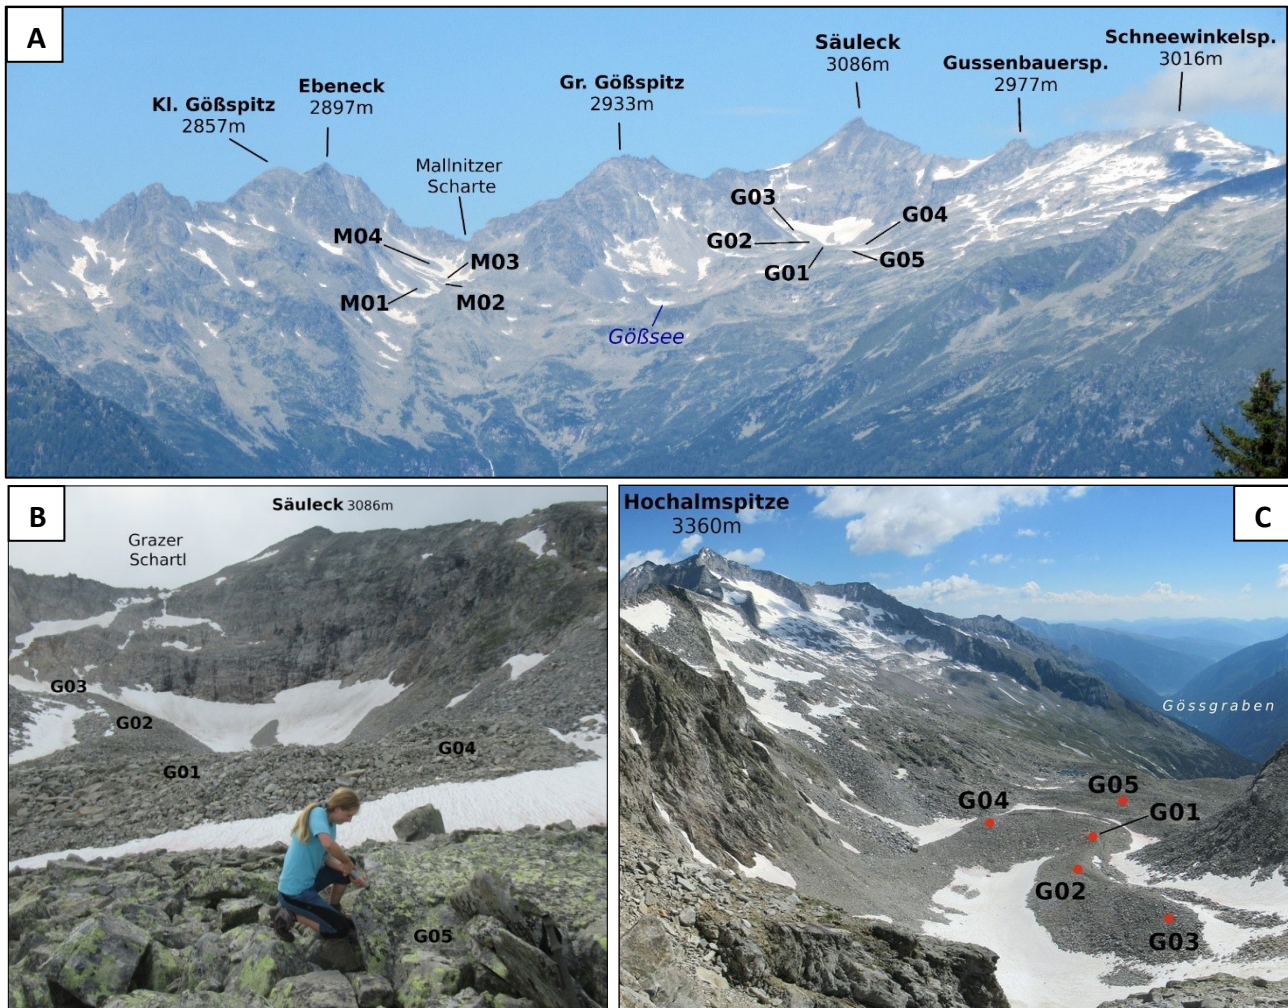 A
Kl. Gößspitz
2857m
Ebeneck
2897m
Mallnitzer
Scharte
Gr. Gößspitz
2933m
Säuleck
3086m
Gussenbauersp.
2977m
Schneewinkelsp.
3016m
M04
M03
M01
M02
Gößsee
G03
G02
G01
G04
G05
B
Säuleck 3086m
Grazer
Schartl
G03
G02
G01
G04
G05
C
Hochalmspitze
3360m
Gössgraben
G04
G05
G01
G02
G03